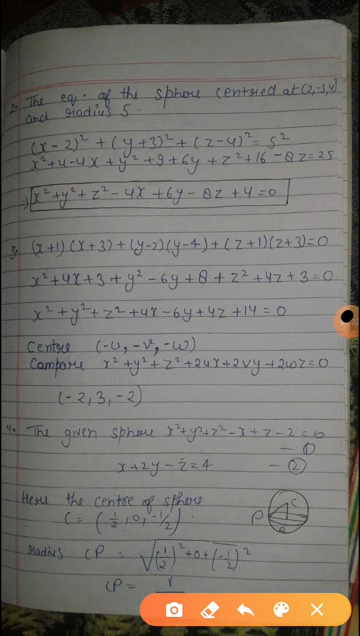 2. The eq. of the sphere centred at (2,-3,4)
and radius 5.
(x-2)² + (y+3)² + (z-4)² = 5²
x²+4-4x + y²+9+6y + z²+16-8z = 25
x²+y²+z²-4x+6y-8z+4=0
3. (x+1)(x+3)+(y-2)(y-4)+(z+1)(z+3)=0
x²+4x+3+y²-6y+8+z²+4z+3=0
x²+y²+z²+4x-6y+4z+14=0
Centre (-u,-v,-w)
Compare x²+y²+z²+2ux+2vy+2wz=0
(-2,3,-2)
4. The given sphere x²+y²+z²-x+z-2=0
-①
x+2y-z=4 -②
Here the centre of sphere
C = (1/2, 0, -1/2)
C
P
radius CP = √(1/2)²+0+(-1/2)²
CP =